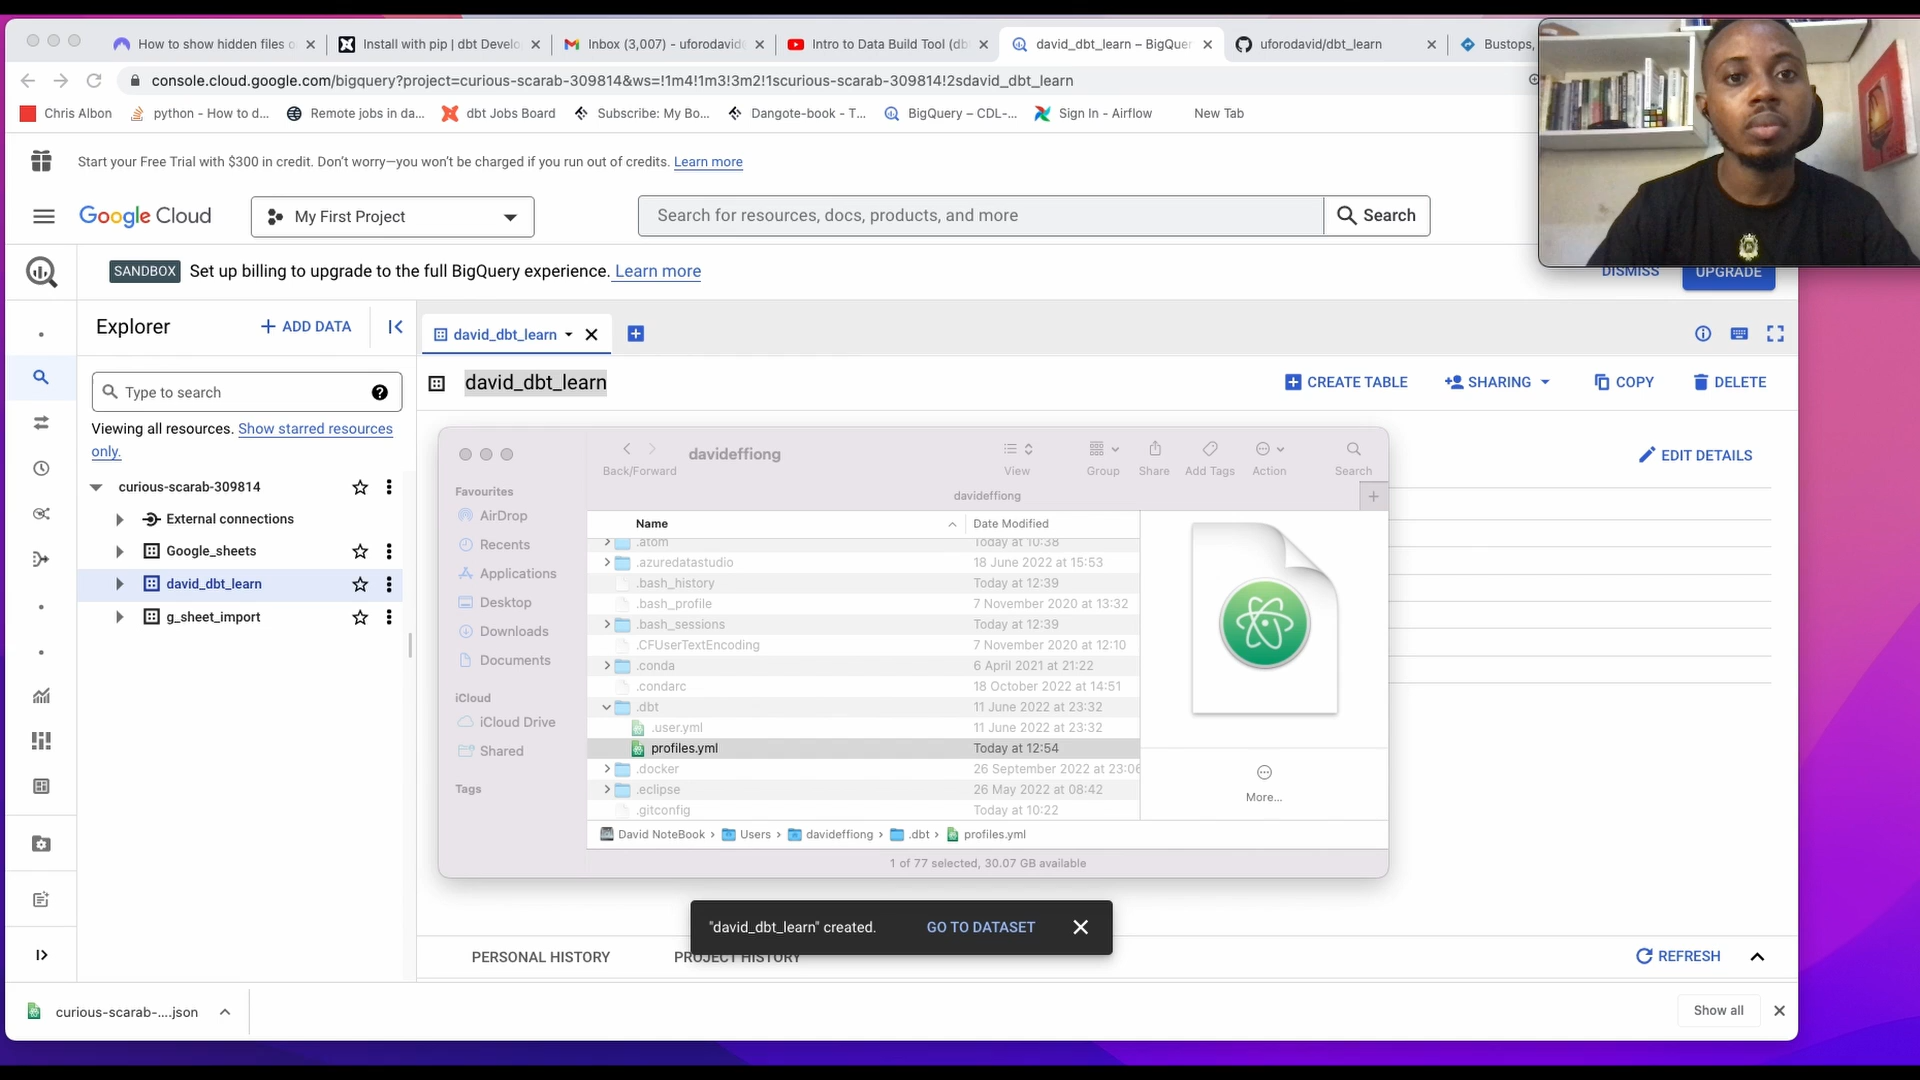 How to show hidden files o
Install with pip | dbt Develo
Inbox (3,007) - uforodavide
Intro to Data Build Tool (db
david_dbt_learn – BigQuer
uforodavid/dbt_learn
Bustops,
console.cloud.google.com/bigquery?project=curious-scarab-309814&ws=!1m4!1m3!3m2!1scurious-scarab-309814!2sdavid_dbt_learn
Chris Albon
python - How to d...
Remote jobs in da...
dbt Jobs Board
Subscribe: My Bo...
Dangote-book - T...
BigQuery – CDL-...
Sign In - Airflow
New Tab
Start your Free Trial with $300 in credit. Don't worry—you won't be charged if you run out of credits. Learn more
Google Cloud
My First Project
Search for resources, docs, products, and more
Search
SANDBOX
Set up billing to upgrade to the full BigQuery experience. Learn more
DISMISS
UPGRADE
Explorer
+ ADD DATA
david_dbt_learn
david_dbt_learn
CREATE TABLE
SHARING
COPY
DELETE
Type to search
Viewing all resources. Show starred resources
only.
EDIT DETAILS
curious-scarab-309814
External connections
Google_sheets
david_dbt_learn
g_sheet_import
davideffiong
Back/Forward
View
Group
Share
Add Tags
Action
Search
davideffiong
Favourites
AirDrop
Recents
Applications
Desktop
Downloads
Documents
iCloud
iCloud Drive
Shared
Tags
Name
Date Modified
.atom
Today at 10:38
.azuredatastudio
18 June 2022 at 15:53
.bash_history
Today at 12:39
.bash_profile
7 November 2020 at 13:32
.bash_sessions
Today at 12:39
.CFUserTextEncoding
7 November 2020 at 12:10
.conda
6 April 2021 at 21:22
.condarc
18 October 2022 at 14:51
.dbt
11 June 2022 at 23:32
.user.yml
11 June 2022 at 23:32
profiles.yml
Today at 12:54
.docker
26 September 2022 at 23:06
.eclipse
26 May 2022 at 08:42
.gitconfig
Today at 10:22
More...
David NoteBook › Users › davideffiong › .dbt › profiles.yml
1 of 77 selected, 30.07 GB available
"david_dbt_learn" created.
GO TO DATASET
PERSONAL HISTORY
PROJECT HISTORY
REFRESH
curious-scarab-....json
Show all